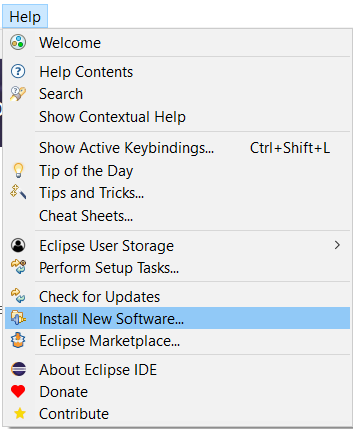 Help
Welcome
Help Contents
Search
Show Contextual Help
Show Active Keybindings... Ctrl+Shift+L
Tip of the Day
Tips and Tricks...
Cheat Sheets...
Eclipse User Storage
Perform Setup Tasks...
Check for Updates
Install New Software...
Eclipse Marketplace...
About Eclipse IDE
Donate
Contribute